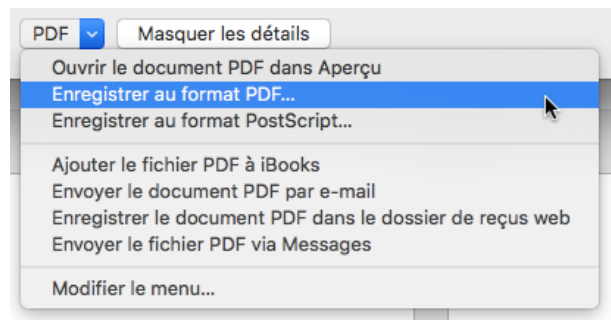 PDF Masquer les détails
Ouvrir le document PDF dans Aperçu
Enregistrer au format PDF...
Enregistrer au format PostScript...
Ajouter le fichier PDF à iBooks
Envoyer le document PDF par e-mail
Enregistrer le document PDF dans le dossier de reçus web
Envoyer le fichier PDF via Messages
Modifier le menu...